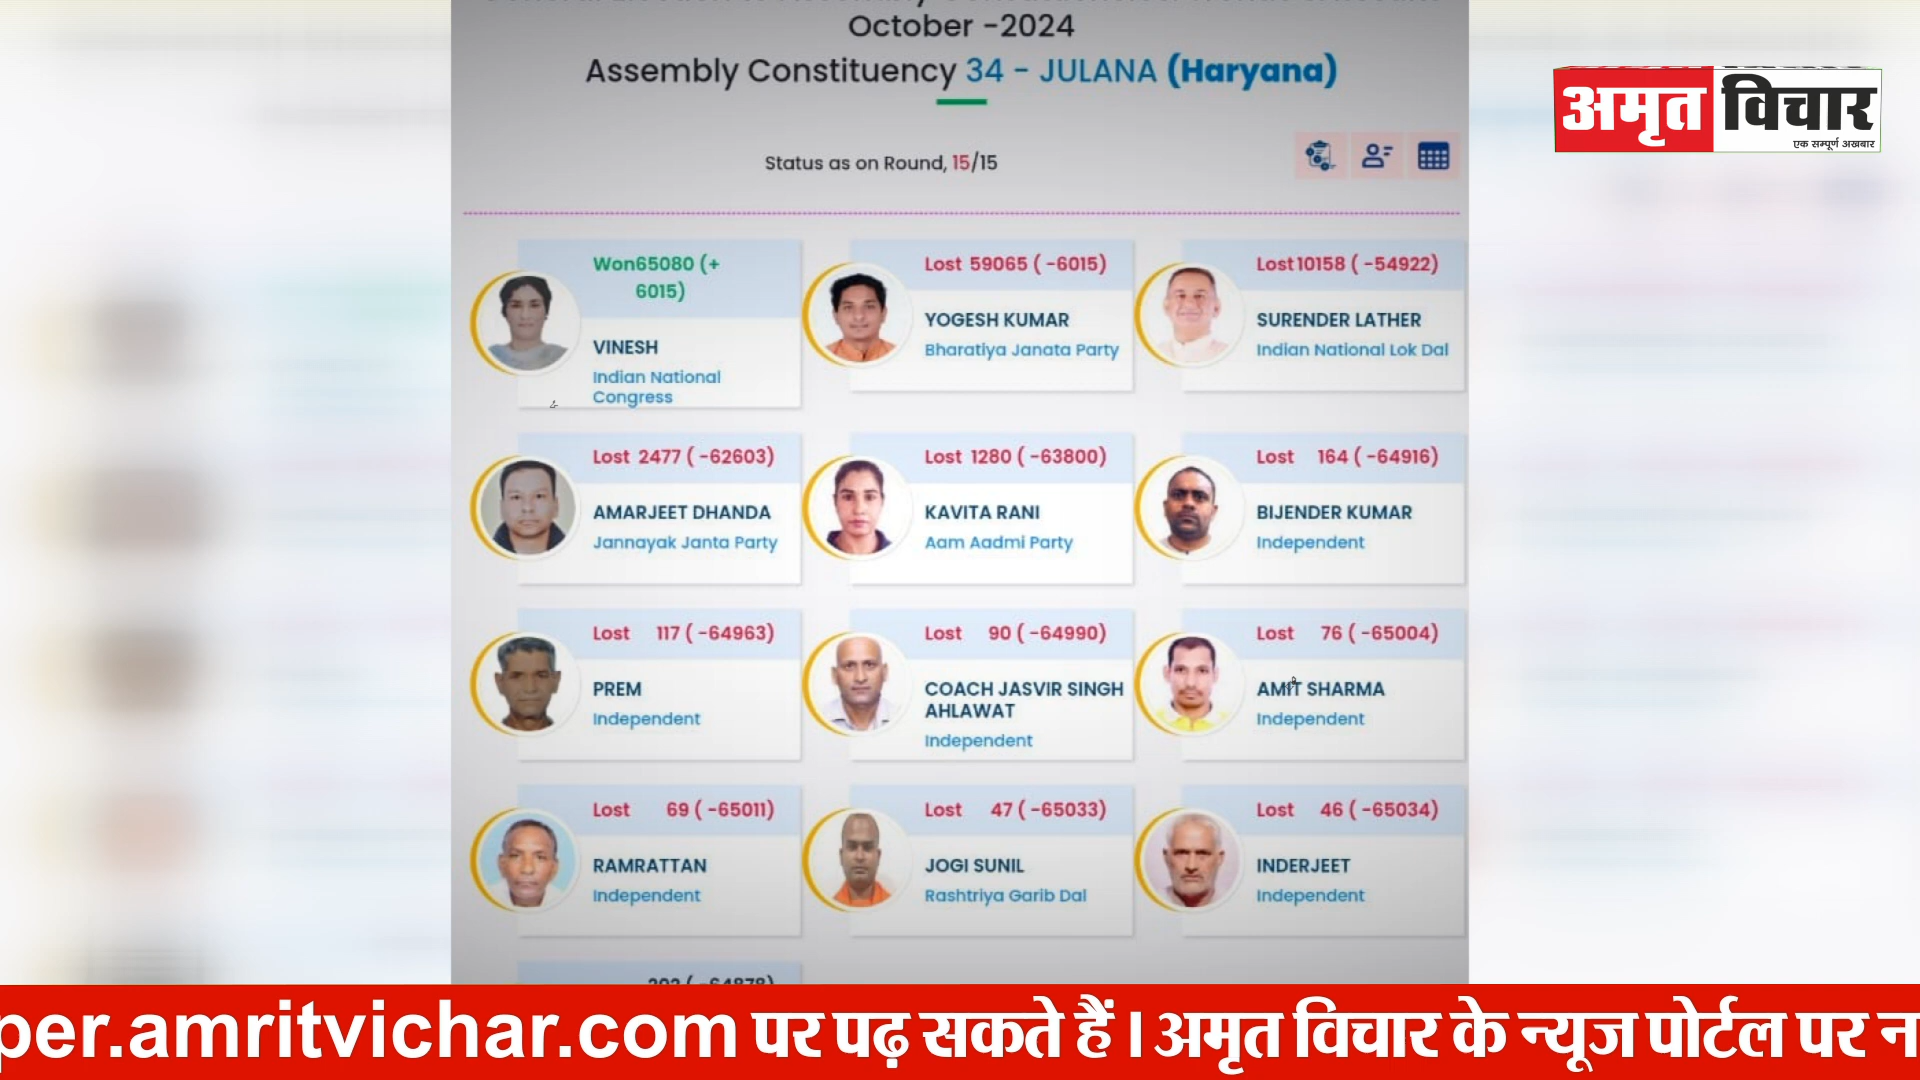 October -2024
Assembly Constituency 34 - JULANA (Haryana)
अमृत विचार
एक सम्पूर्ण अखबार
Status as on Round, 15/15
Won65080 (+
6015)
VINESH
Indian National
Congress
Lost 59065 ( -6015)
YOGESH KUMAR
Bharatiya Janata Party
Lost 10158 ( -54922)
SURENDER LATHER
Indian National Lok Dal
Lost 2477 ( -62603)
AMARJEET DHANDA
Jannayak Janta Party
Lost 1280 ( -63800)
KAVITA RANI
Aam Aadmi Party
Lost 164 ( -64916)
BIJENDER KUMAR
Independent
Lost 117 ( -64963)
PREM
Independent
Lost 90 ( -64990)
COACH JASVIR SINGH
AHLAWAT
Independent
Lost 76 ( -65004)
AMIT SHARMA
Independent
Lost 69 ( -65011)
RAMRATTAN
Independent
Lost 47 ( -65033)
JOGI SUNIL
Rashtriya Garib Dal
Lost 46 ( -65034)
INDERJEET
Independent
per.amritvichar.com पर पढ़ सकते हैं । अमृत विचार के न्यूज पोर्टल पर न